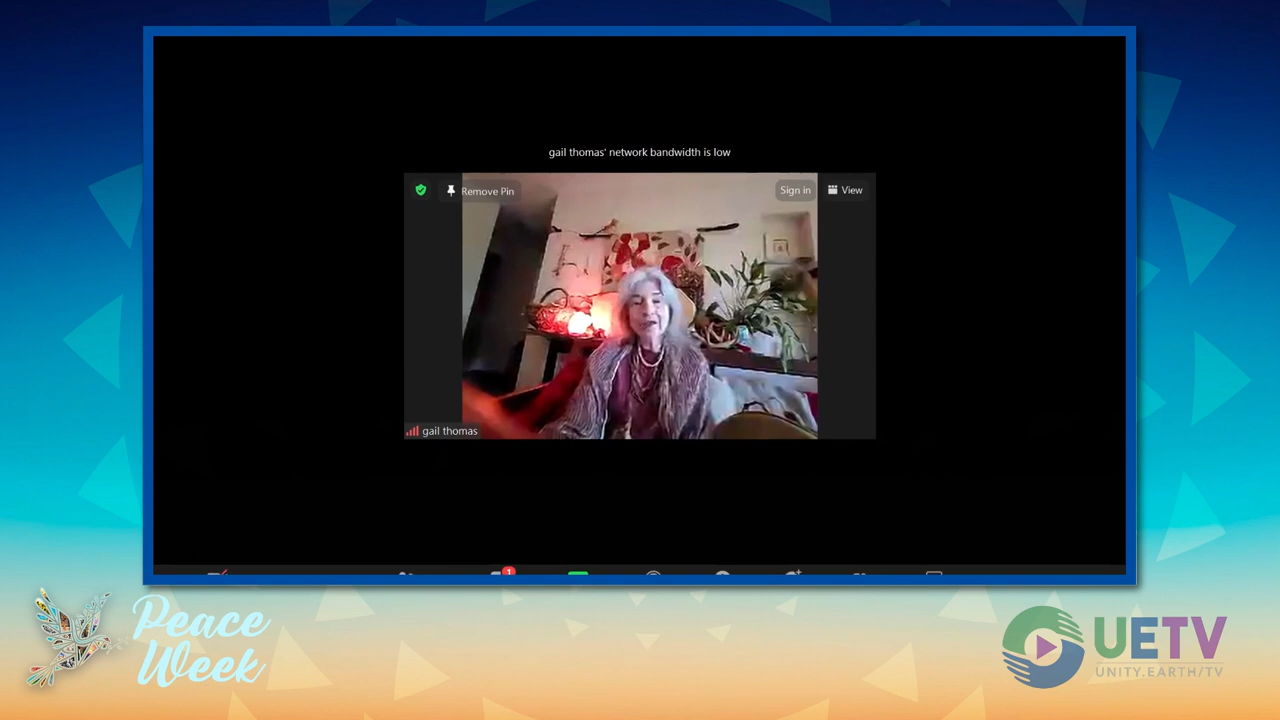 gail thomas' network bandwidth is low
Remove Pin
Sign in
View
gail thomas
1
Peace
Week
UETV
UNITY.EARTH/TV